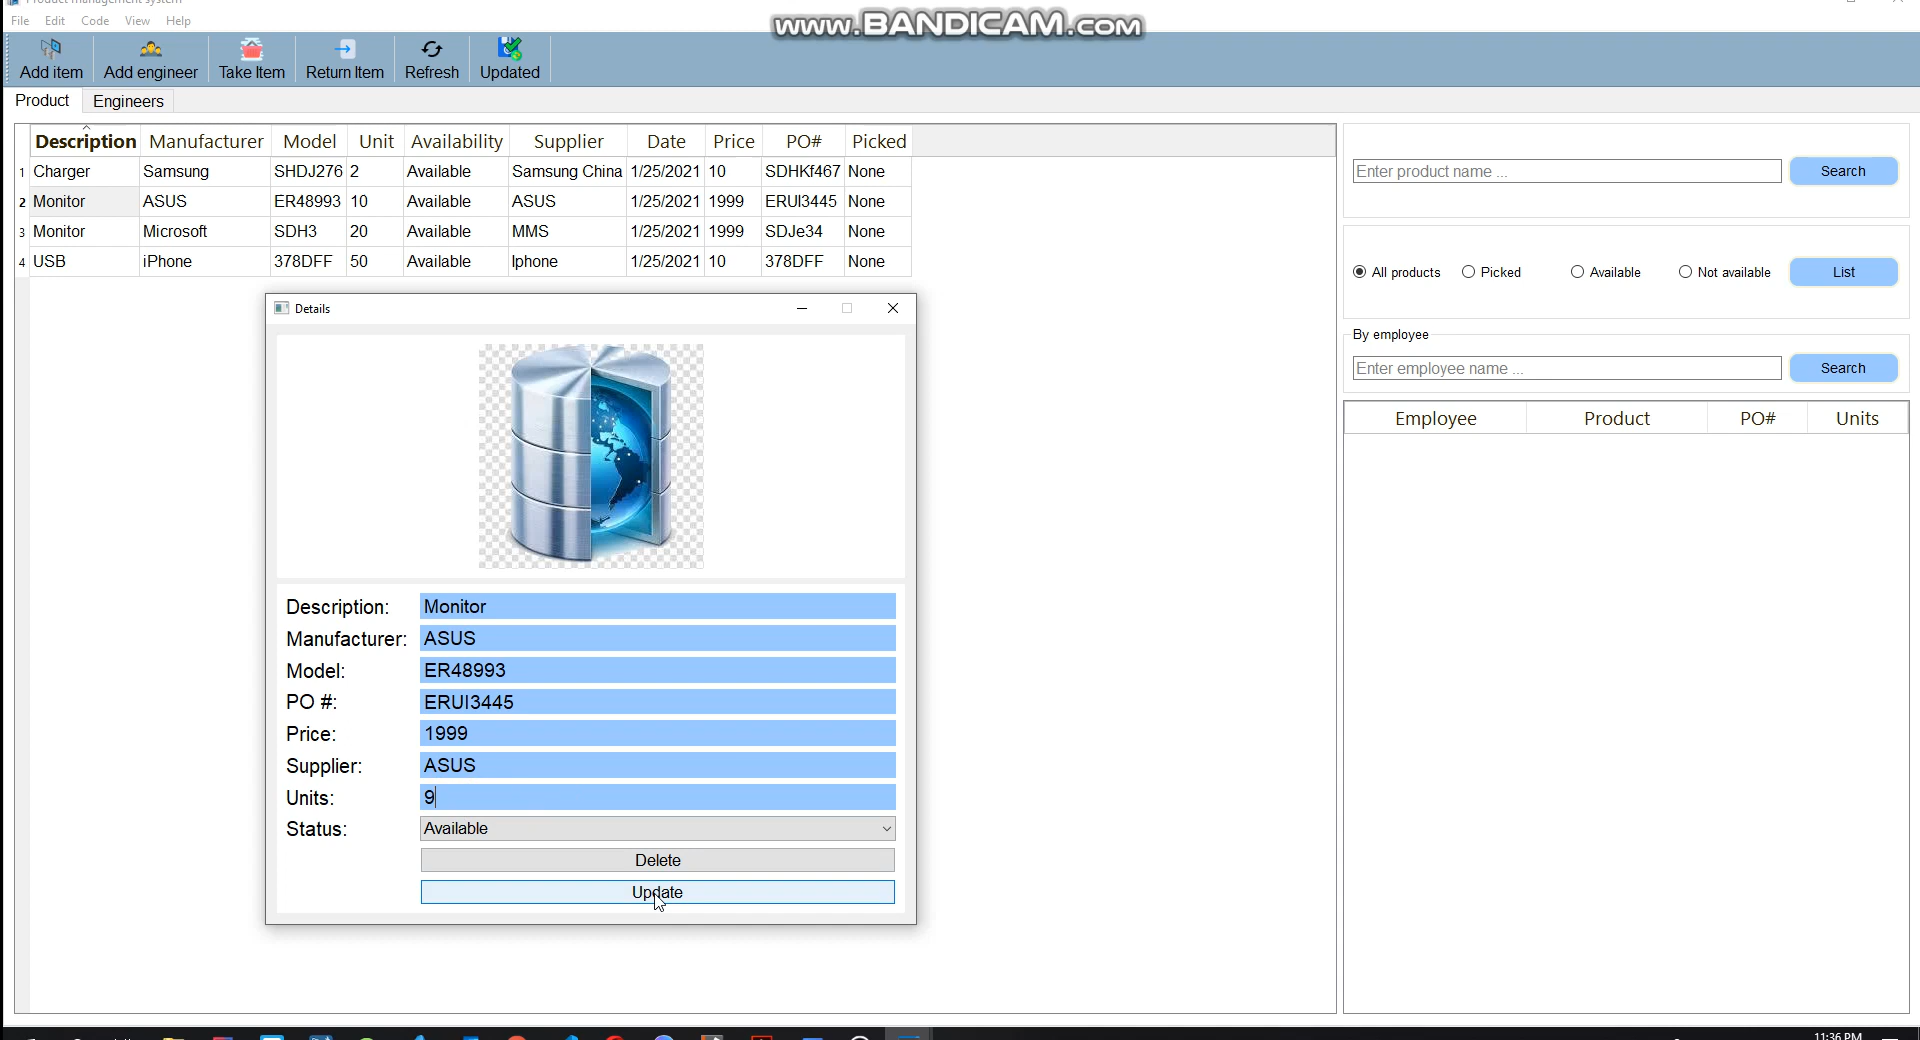 Product management system
File Edit Code View Help
www.BANDICAM.com
Add item Add engineer Take Item Return Item Refresh Updated
Product Engineers
Description Manufacturer Model Unit Availability Supplier Date Price PO# Picked
1 Charger Samsung SHDJ276 2 Available Samsung China 1/25/2021 10 SDHKf467 None
2 Monitor ASUS ER48993 10 Available ASUS 1/25/2021 1999 ERUI3445 None
3 Monitor Microsoft SDH3 20 Available MMS 1/25/2021 1999 SDJe34 None
4 USB iPhone 378DFF 50 Available Iphone 1/25/2021 10 378DFF None
Enter product name ... Search
All products Picked Available Not available List
By employee
Enter employee name ... Search
Employee Product PO# Units
Details
Description: Monitor
Manufacturer: ASUS
Model: ER48993
PO #: ERUI3445
Price: 1999
Supplier: ASUS
Units: 9
Status: Available
Delete
Update
11:36 PM